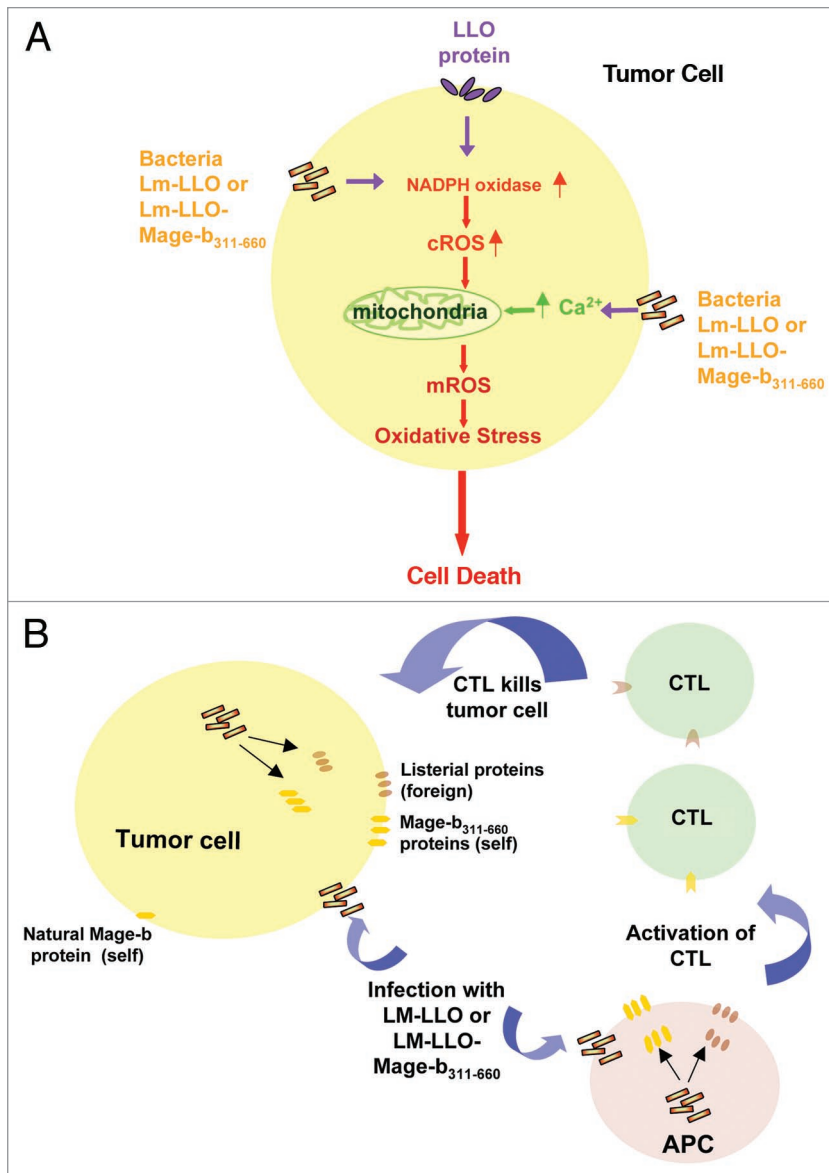 A
LLO
protein
Tumor Cell
Bacteria
Lm-LLO or
Lm-LLO-
Mage-b311-660
NADPH oxidase
cROS
mitochondria
Ca2+
Bacteria
Lm-LLO or
Lm-LLO-
Mage-b311-660
mROS
Oxidative Stress
Cell Death
B
CTL kills
tumor cell
CTL
Listerial proteins
(foreign)
Mage-b311-660
proteins (self)
CTL
Tumor cell
Natural Mage-b
protein (self)
Activation of
CTL
Infection with
LM-LLO or
LM-LLO-
Mage-b311-660
APC